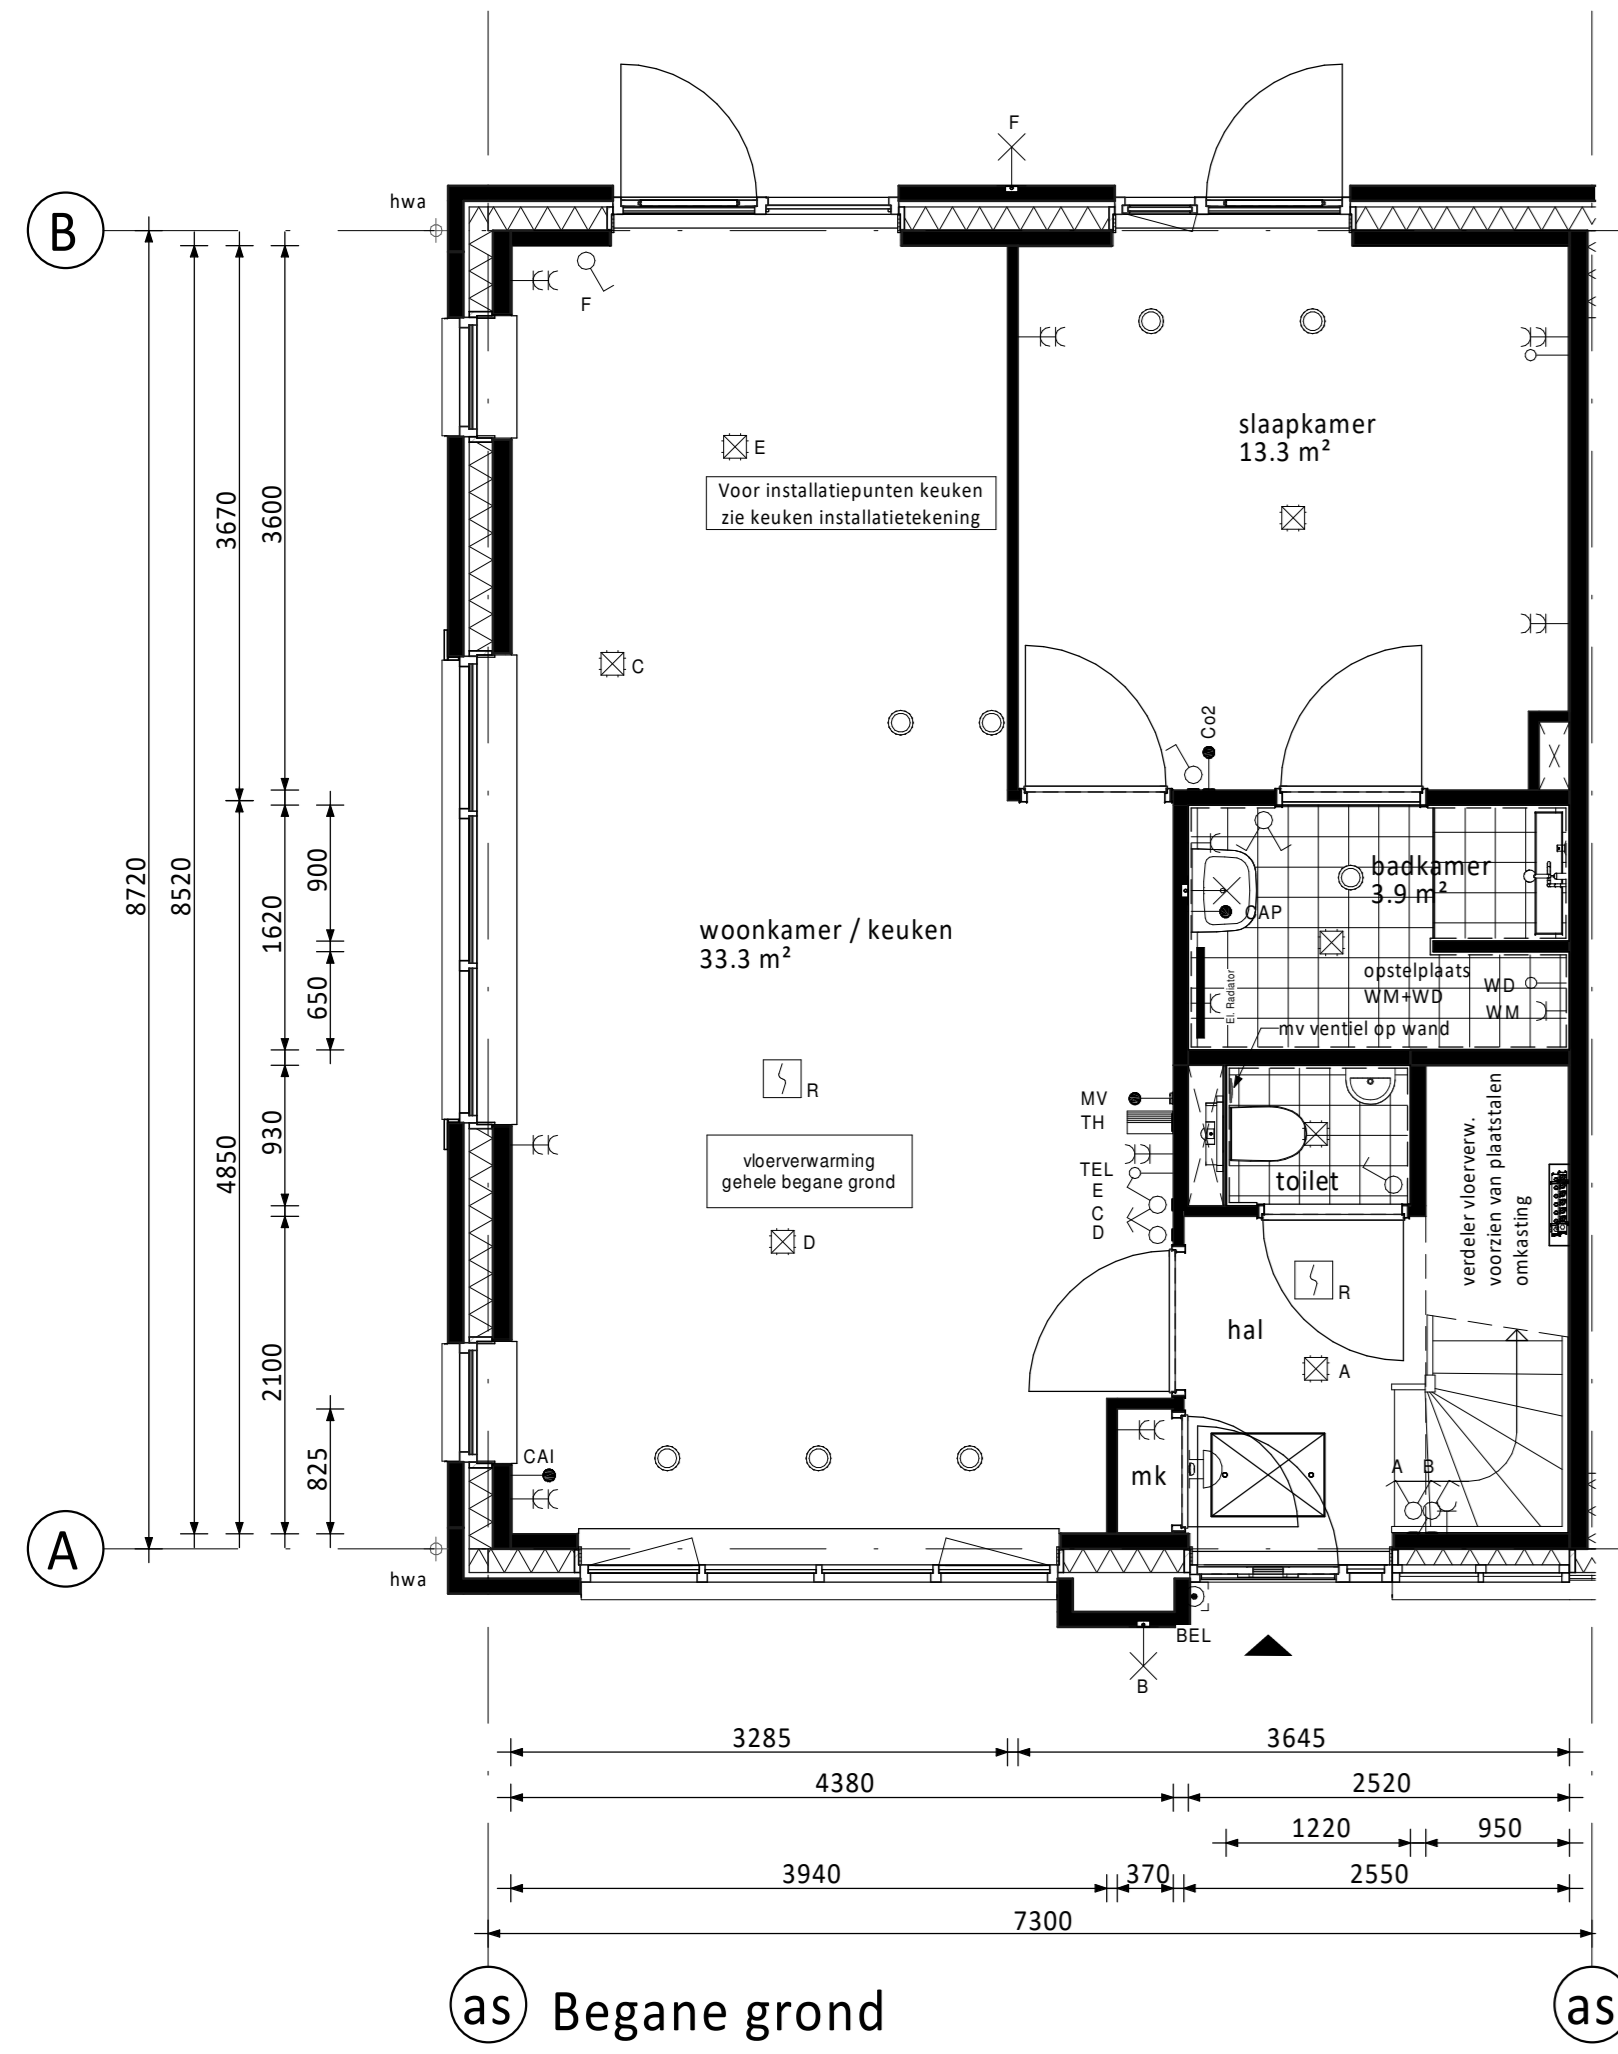 F
hwa
B
F
slaapkamer
13.3 m²
E
Voor installatiepunten keuken
zie keuken installatietekening
3670
3600
C
Co2
8720
8520
900
1620
650
badkamer
3.9 m²
CAP
woonkamer / keuken
33.3 m²
El. Radiator
opstelplaats
WM+WD
WD
WM
mv ventiel op wand
R
MV
TH
TEL
E
C
D
4850
930
vloerverwarming
gehele begane grond
toilet
verdeler vloerverw.
voorzien van plaatstalen
omkasting
D
R
hal
A
2100
825
CAI
mk
A B
A
hwa
BEL
B
3285 3645
4380 2520
1220 950
3940 370 2550
7300
as Begane grond as